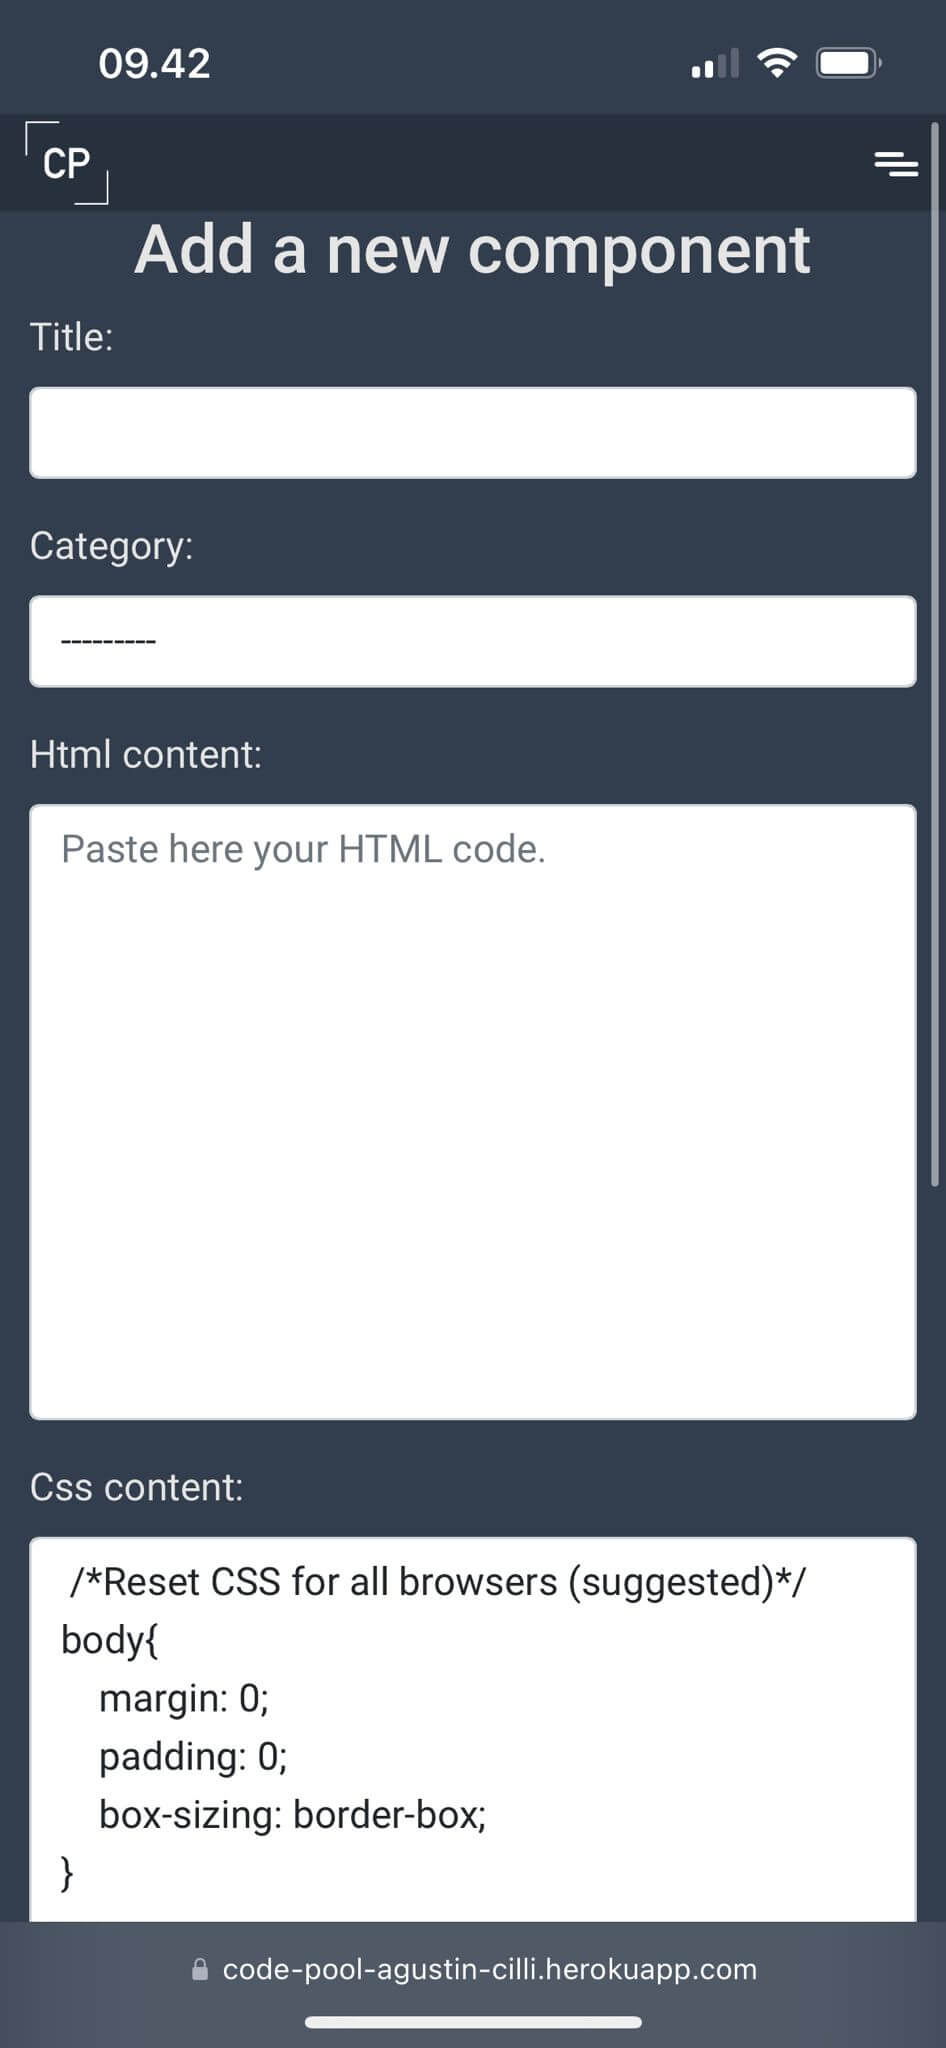 09.42
CP
Add a new component
Title:
Category:
---------
Html content:
Paste here your HTML code.
Css content:
/*Reset CSS for all browsers (suggested)*/
body{
    margin: 0;
    padding: 0;
    box-sizing: border-box;
}
code-pool-agustin-cilli.herokuapp.com